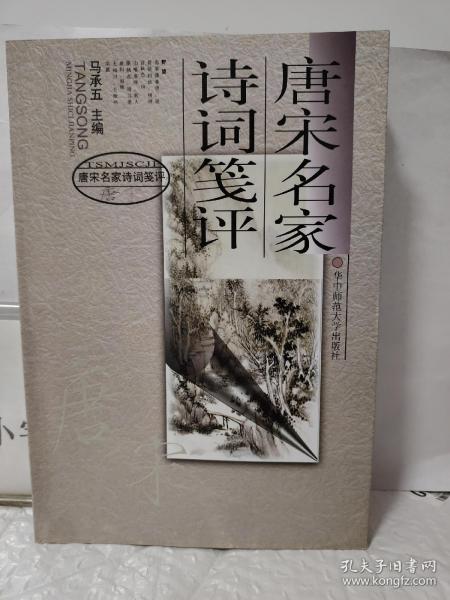 唐宋名家
诗词笺评
马承五 主编
TANGSONG
MINGJIA SHICI JIANPING
TSMJSCJP
唐宋名家诗词笺评
华中师范大学出版社
唐
宋
孔夫子旧书网
www.kongfz.com